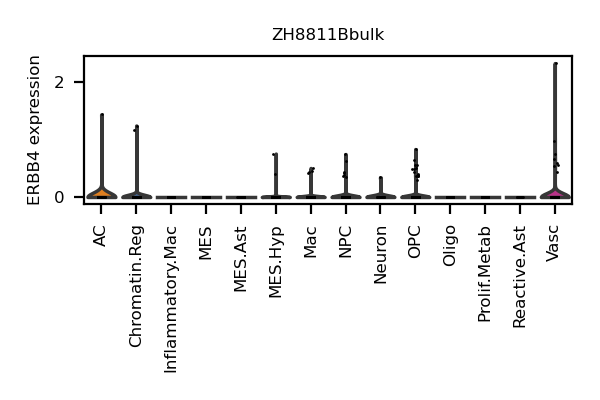 ZH8811Bbulk
ERBB4 expression
2
0
AC
Chromatin.Reg
Inflammatory.Mac
MES
MES.Ast
MES.Hyp
Mac
NPC
Neuron
OPC
Oligo
Prolif.Metab
Reactive.Ast
Vasc